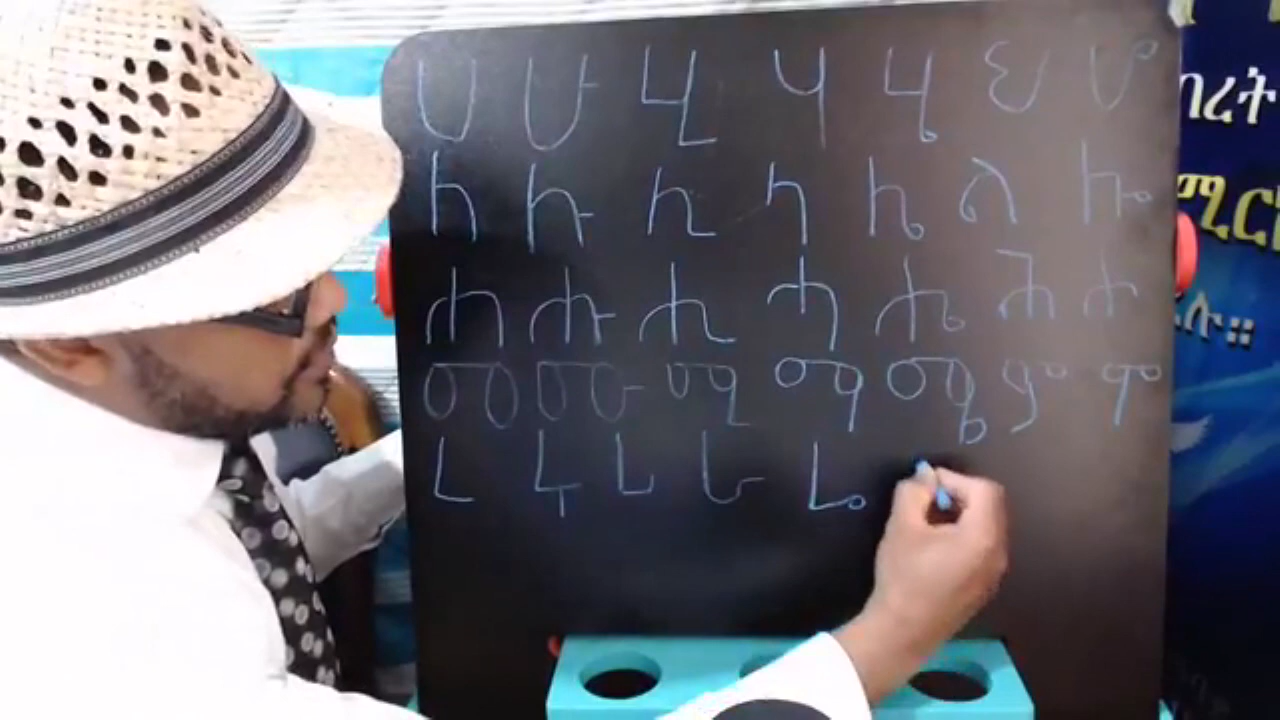 ሀ ሁ ሂ ሃ ሄ ህ ሆ
ለ ሉ ሊ ላ ሌ ል ሎ
ሐ ሑ ሒ ሓ ሔ ሕ ሖ
መ ሙ ሚ ማ ሜ ም ሞ
ረ ሩ ሪ ራ ሬ